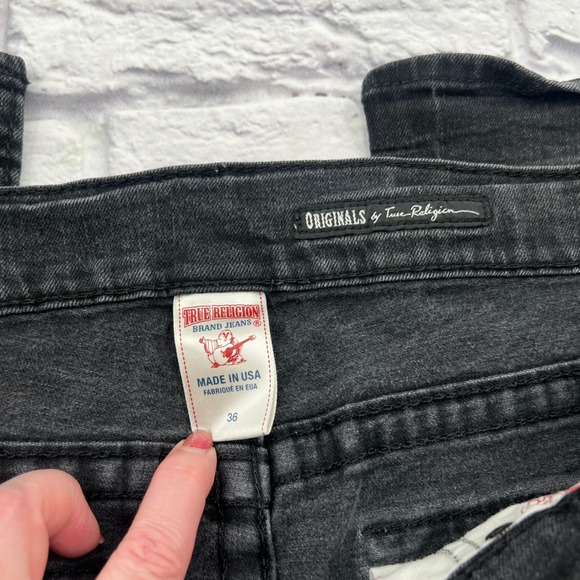 ORIGINALS by True Religion
TRUE RELIGION
BRAND JEANS ®
MADE IN USA
FABRIQUÉ EN EUA
36